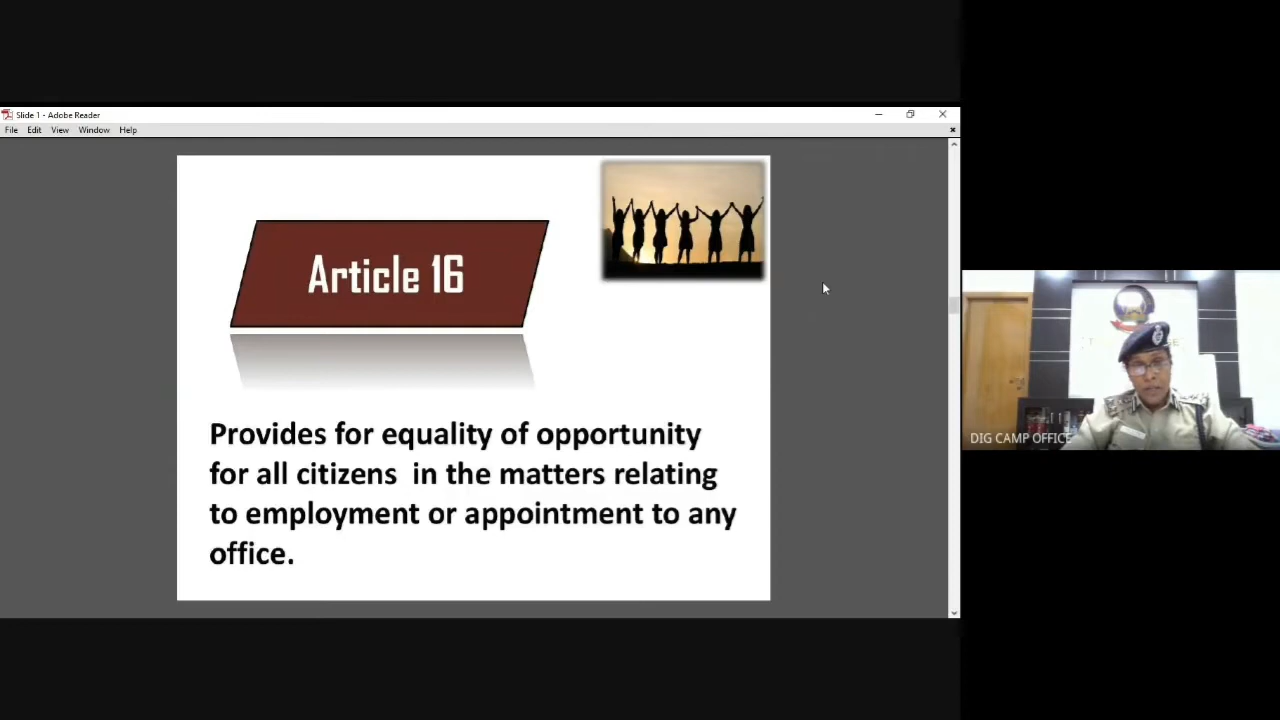 Slide 1 - Adobe Reader
File Edit View Window Help
Article 16
Provides for equality of opportunity
for all citizens in the matters relating
to employment or appointment to any
office.
DIG CAMP OFFICE